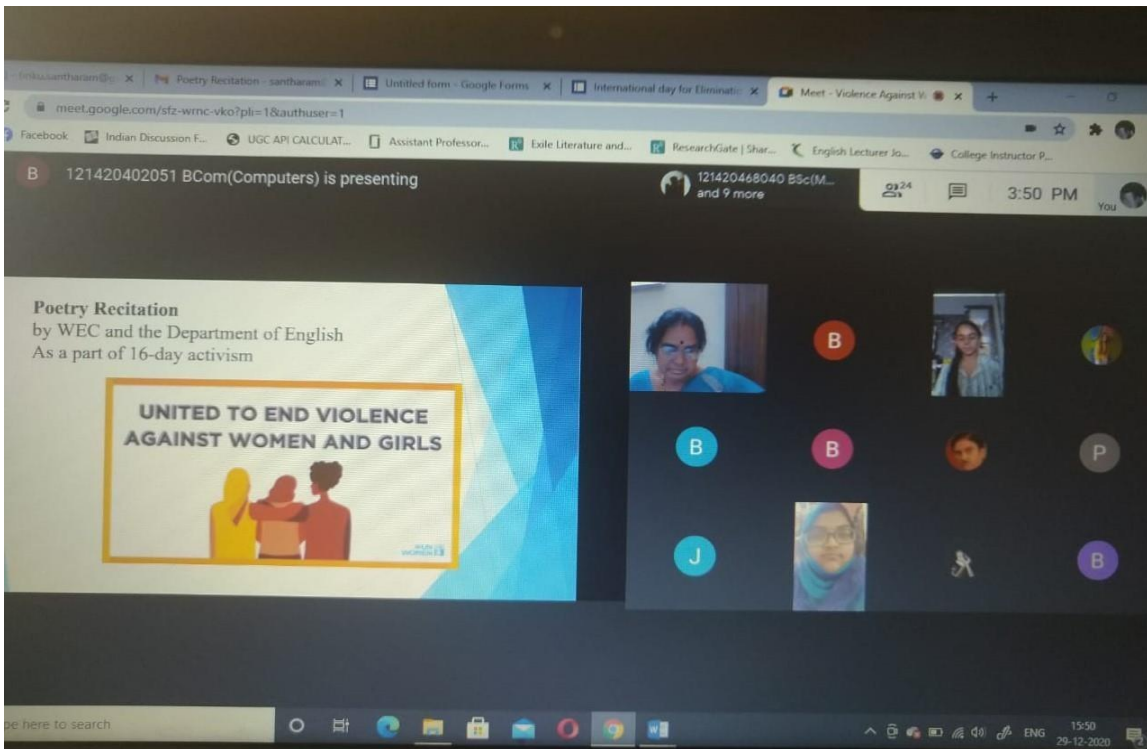 Poetry Recitation - santharam
Untitled form - Google Forms
International day for Eliminatic
Meet - Violence Against V
meet.google.com/sfz-wrnc-vko?pli=1&authuser=1
Facebook
Indian Discussion F...
UGC API CALCULAT...
Assistant Professor...
Exile Literature and...
ResearchGate | Shar...
English Lecturer Jo...
College Instructor P...
B
121420402051 BCom(Computers) is presenting
121420468040 BSc(M...
and 9 more
24
3:50 PM
You
Poetry Recitation
by WEC and the Department of English
As a part of 16-day activism
UNITED TO END VIOLENCE
AGAINST WOMEN AND GIRLS
WOMEN
B
B
B
P
J
B
pe here to search
ENG
15:50
29-12-2020